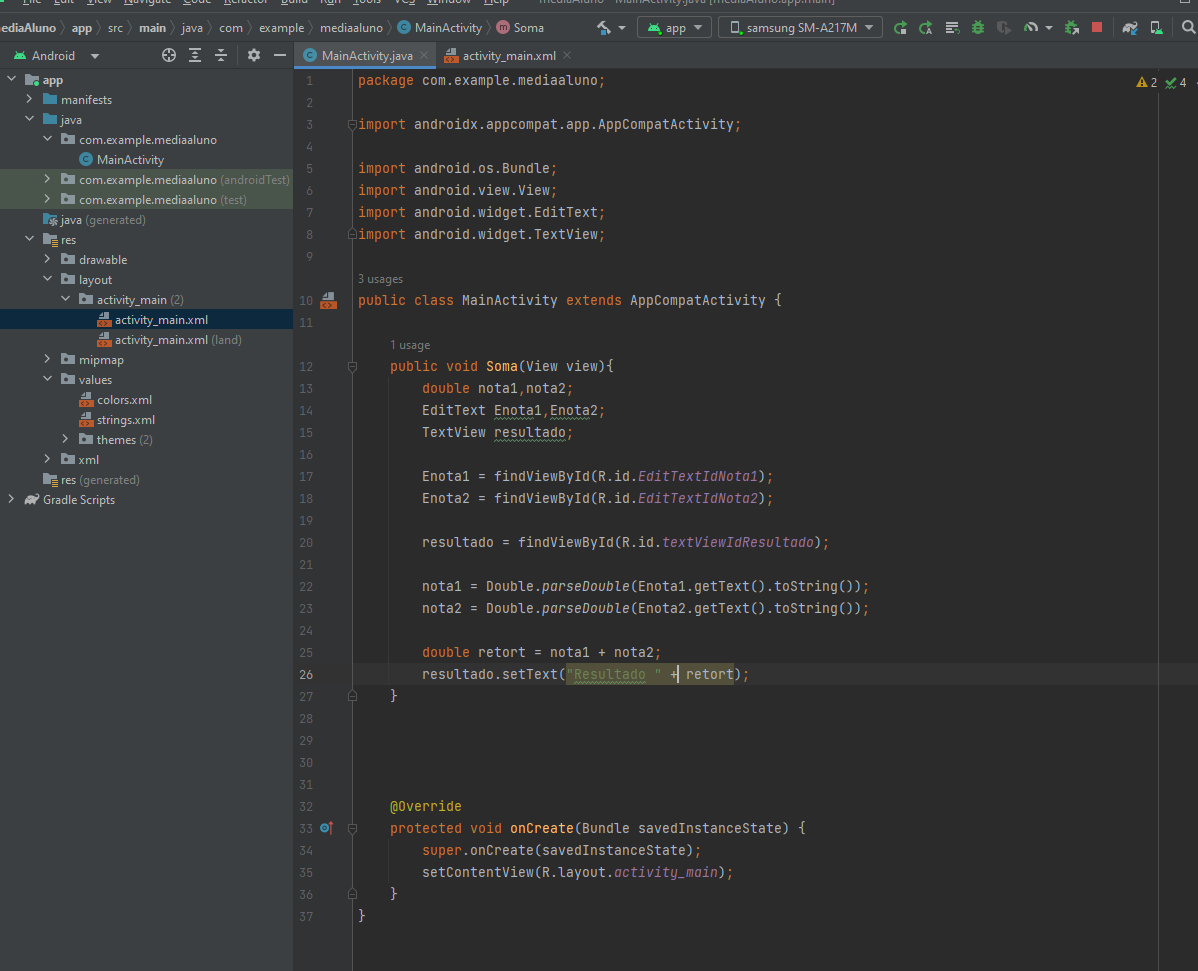 File Edit View Navigate Code Refactor Build Run Tools VCS Window Help mediaAluno - MainActivity.java [mediaAluno.app.main]
ediaAluno app src main java com example mediaaluno MainActivity Soma app samsung SM-A217M
Android
app
manifests
java
com.example.mediaaluno
MainActivity
com.example.mediaaluno (androidTest)
com.example.mediaaluno (test)
java (generated)
res
drawable
layout
activity_main (2)
activity_main.xml
activity_main.xml (land)
mipmap
values
colors.xml
strings.xml
themes (2)
xml
res (generated)
Gradle Scripts
MainActivity.java activity_main.xml
2 4
1 package com.example.mediaaluno;
2
3 import androidx.appcompat.app.AppCompatActivity;
4
5 import android.os.Bundle;
6 import android.view.View;
7 import android.widget.EditText;
8 import android.widget.TextView;
9
3 usages
10 public class MainActivity extends AppCompatActivity {
11
1 usage
12 public void Soma(View view){
13 double nota1,nota2;
14 EditText Enota1,Enota2;
15 TextView resultado;
16
17 Enota1 = findViewById(R.id.EditTextIdNota1);
18 Enota2 = findViewById(R.id.EditTextIdNota2);
19
20 resultado = findViewById(R.id.textViewIdResultado);
21
22 nota1 = Double.parseDouble(Enota1.getText().toString());
23 nota2 = Double.parseDouble(Enota2.getText().toString());
24
25 double retort = nota1 + nota2;
26 resultado.setText("Resultado " + retort);
27 }
28
29
30
31
32 @Override
33 protected void onCreate(Bundle savedInstanceState) {
34 super.onCreate(savedInstanceState);
35 setContentView(R.layout.activity_main);
36 }
37 }